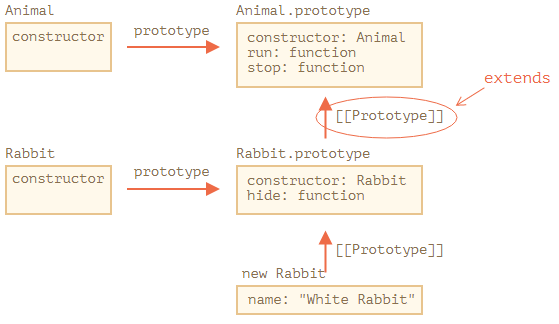 Animal
constructor
prototype
Animal.prototype
constructor: Animal
run: function
stop: function
extends
[[Prototype]]
Rabbit
constructor
prototype
Rabbit.prototype
constructor: Rabbit
hide: function
[[Prototype]]
new Rabbit
name: "White Rabbit"